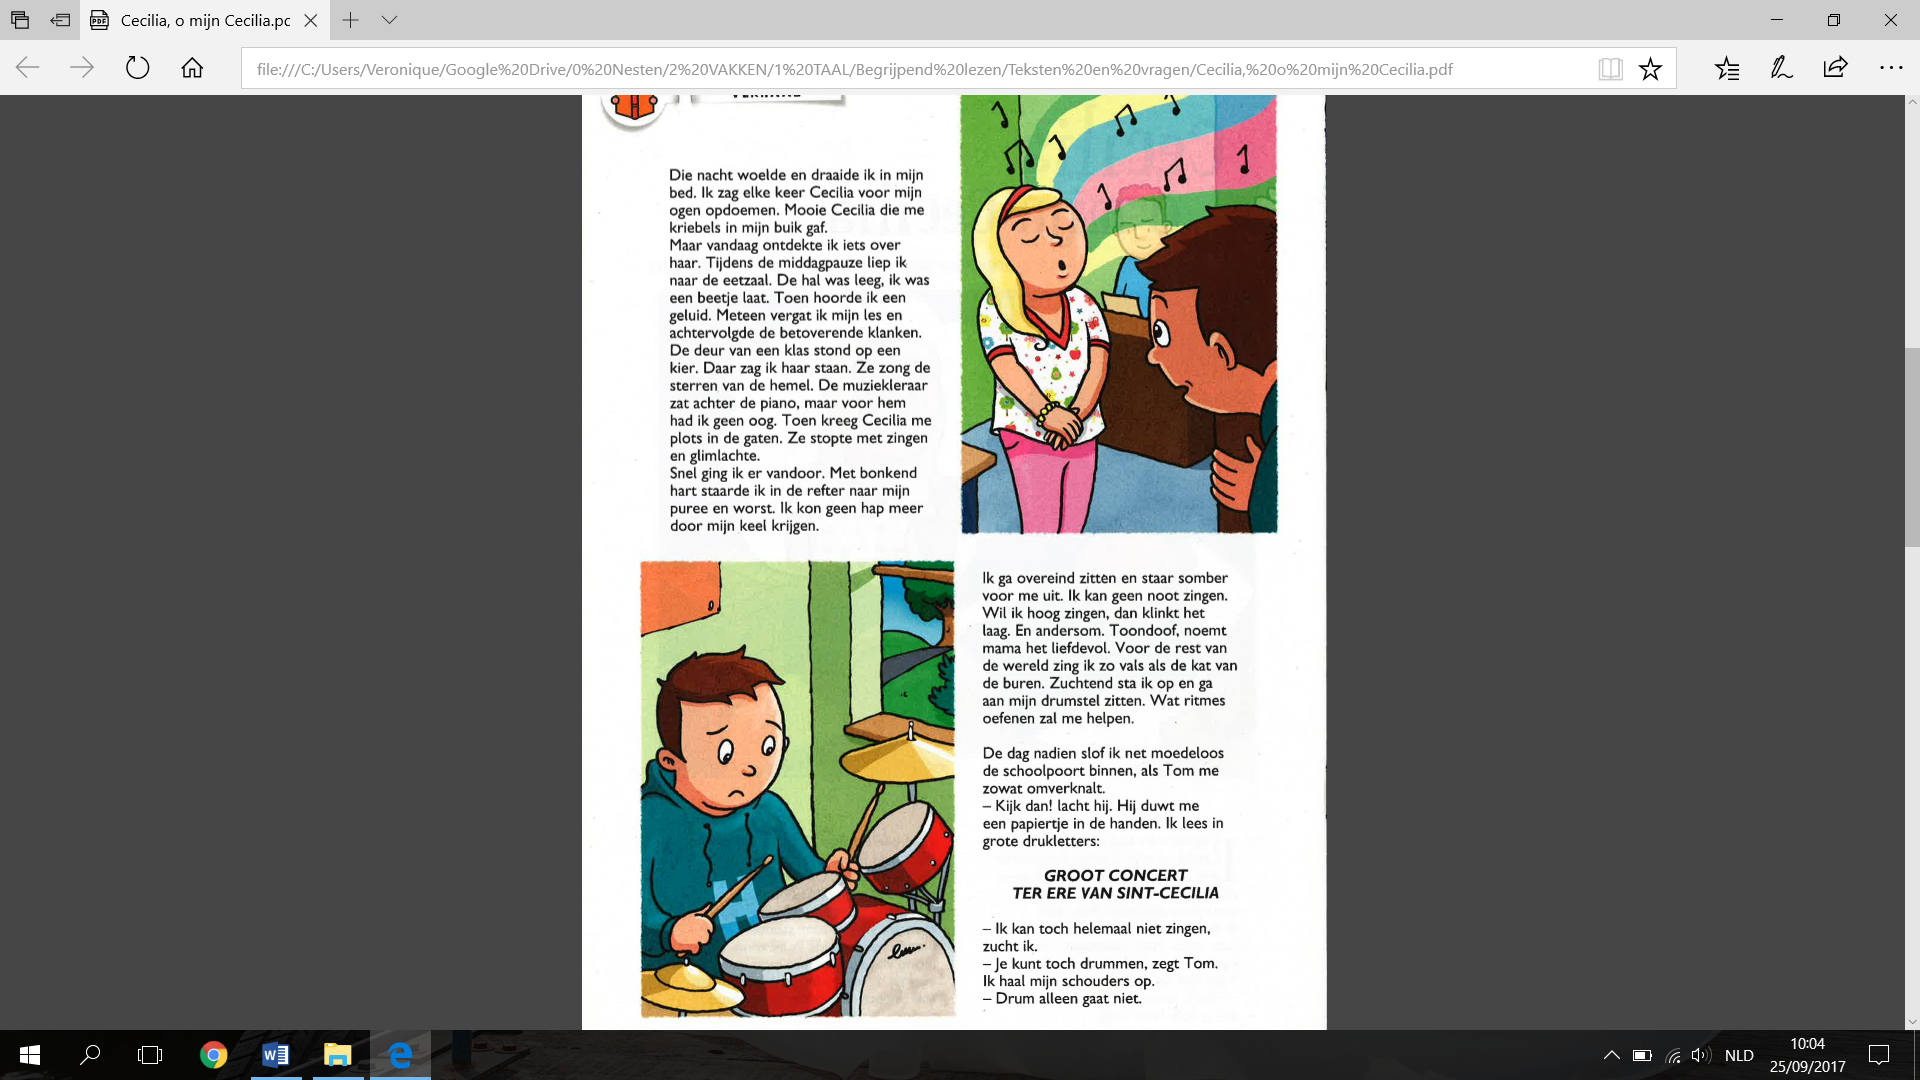 Cecilia, o mijn Cecilia.pd
file:///C:/Users/Veronique/Google%20Drive/0%20Nesten/2%20VAKKEN/1%20TAAL/Begrijpend%20lezen/Teksten%20en%20vragen/Cecilia,%20o%20mijn%20Cecilia.pdf
Die nacht woelde en draaide ik in mijn
bed. Ik zag elke keer Cecilia voor mijn
ogen opdoemen. Mooie Cecilia die me
kriebels in mijn buik gaf.
Maar vandaag ontdekte ik iets over
haar. Tijdens de middagpauze liep ik
naar de eetzaal. De hal was leeg, ik was
een beetje laat. Toen hoorde ik een
geluid. Meteen vergat ik mijn les en
achtervolgde de betoverende klanken.
De deur van een klas stond op een
kier. Daar zag ik haar staan. Ze zong de
sterren van de hemel. De muziekleraar
zat achter de piano, maar voor hem
had ik geen oog. Toen kreeg Cecilia me
plots in de gaten. Ze stopte met zingen
en glimlachte.
Snel ging ik er vandoor. Met bonkend
hart staarde ik in de refter naar mijn
puree en worst. Ik kon geen hap meer
door mijn keel krijgen.
Ik ga overeind zitten en staar somber
voor me uit. Ik kan geen noot zingen.
Wil ik hoog zingen, dan klinkt het
laag. En andersom. Toondoof, noemt
mama het liefdevol. Voor de rest van
de wereld zing ik zo vals als de kat van
de buren. Zuchtend sta ik op en ga
aan mijn drumstel zitten. Wat ritmes
oefenen zal me helpen.
De dag nadien slof ik net moedeloos
de schoolpoort binnen, als Tom me
zowat omverknalt.
– Kijk dan! lacht hij. Hij duwt me
een papiertje in de handen. Ik lees in
grote drukletters:
GROOT CONCERT
TER ERE VAN SINT-CECILIA
– Ik kan toch helemaal niet zingen,
zucht ik.
– Je kunt toch drummen, zegt Tom.
Ik haal mijn schouders op.
– Drum alleen gaat niet.
NLD
10:04
25/09/2017